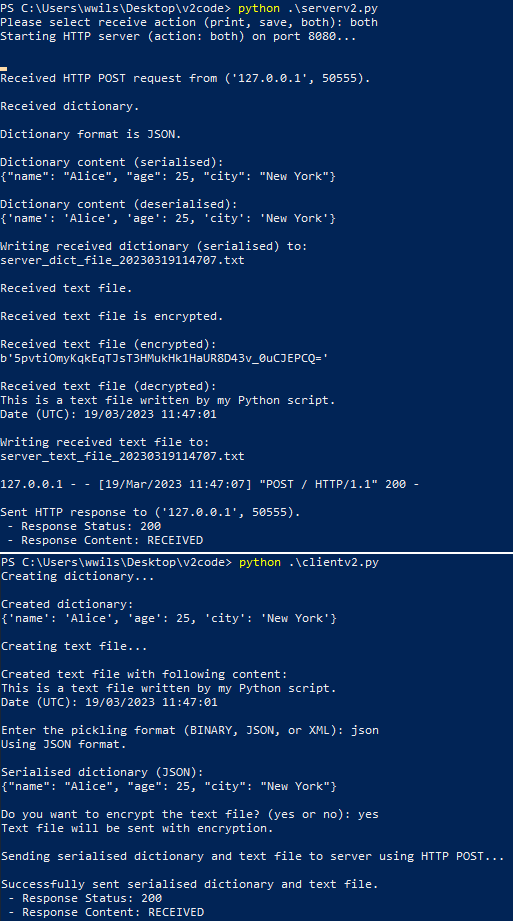 PS C:\Users\wwils\Desktop\v2code> python .\serverv2.py
Please select receive action (print, save, both): both
Starting HTTP server (action: both) on port 8080...
Received HTTP POST request from ('127.0.0.1', 50555).
Received dictionary.
Dictionary format is JSON.
Dictionary content (serialised):
{"name": "Alice", "age": 25, "city": "New York"}
Dictionary content (deserialised):
{'name': 'Alice', 'age': 25, 'city': 'New York'}
Writing received dictionary (serialised) to:
server_dict_file_20230319114707.txt
Received text file.
Received text file is encrypted.
Received text file (encrypted):
b'5pvtiOmyKqkEqTJsT3HMukHk1HaUR8D43v_0uCJEPCQ='
Received text file (decrypted):
This is a text file written by my Python script.
Date (UTC): 19/03/2023 11:47:01
Writing received text file to:
server_text_file_20230319114707.txt
127.0.0.1 - - [19/Mar/2023 11:47:07] "POST / HTTP/1.1" 200 -
Sent HTTP response to ('127.0.0.1', 50555).
- Response Status: 200
- Response Content: RECEIVED
PS C:\Users\wwils\Desktop\v2code> python .\clientv2.py
Creating dictionary...
Created dictionary:
{'name': 'Alice', 'age': 25, 'city': 'New York'}
Creating text file...
Created text file with following content:
This is a text file written by my Python script.
Date (UTC): 19/03/2023 11:47:01
Enter the pickling format (BINARY, JSON, or XML): json
Using JSON format.
Serialised dictionary (JSON):
{"name": "Alice", "age": 25, "city": "New York"}
Do you want to encrypt the text file? (yes or no): yes
Text file will be sent with encryption.
Sending serialised dictionary and text file to server using HTTP POST...
Successfully sent serialised dictionary and text file.
- Response Status: 200
- Response Content: RECEIVED